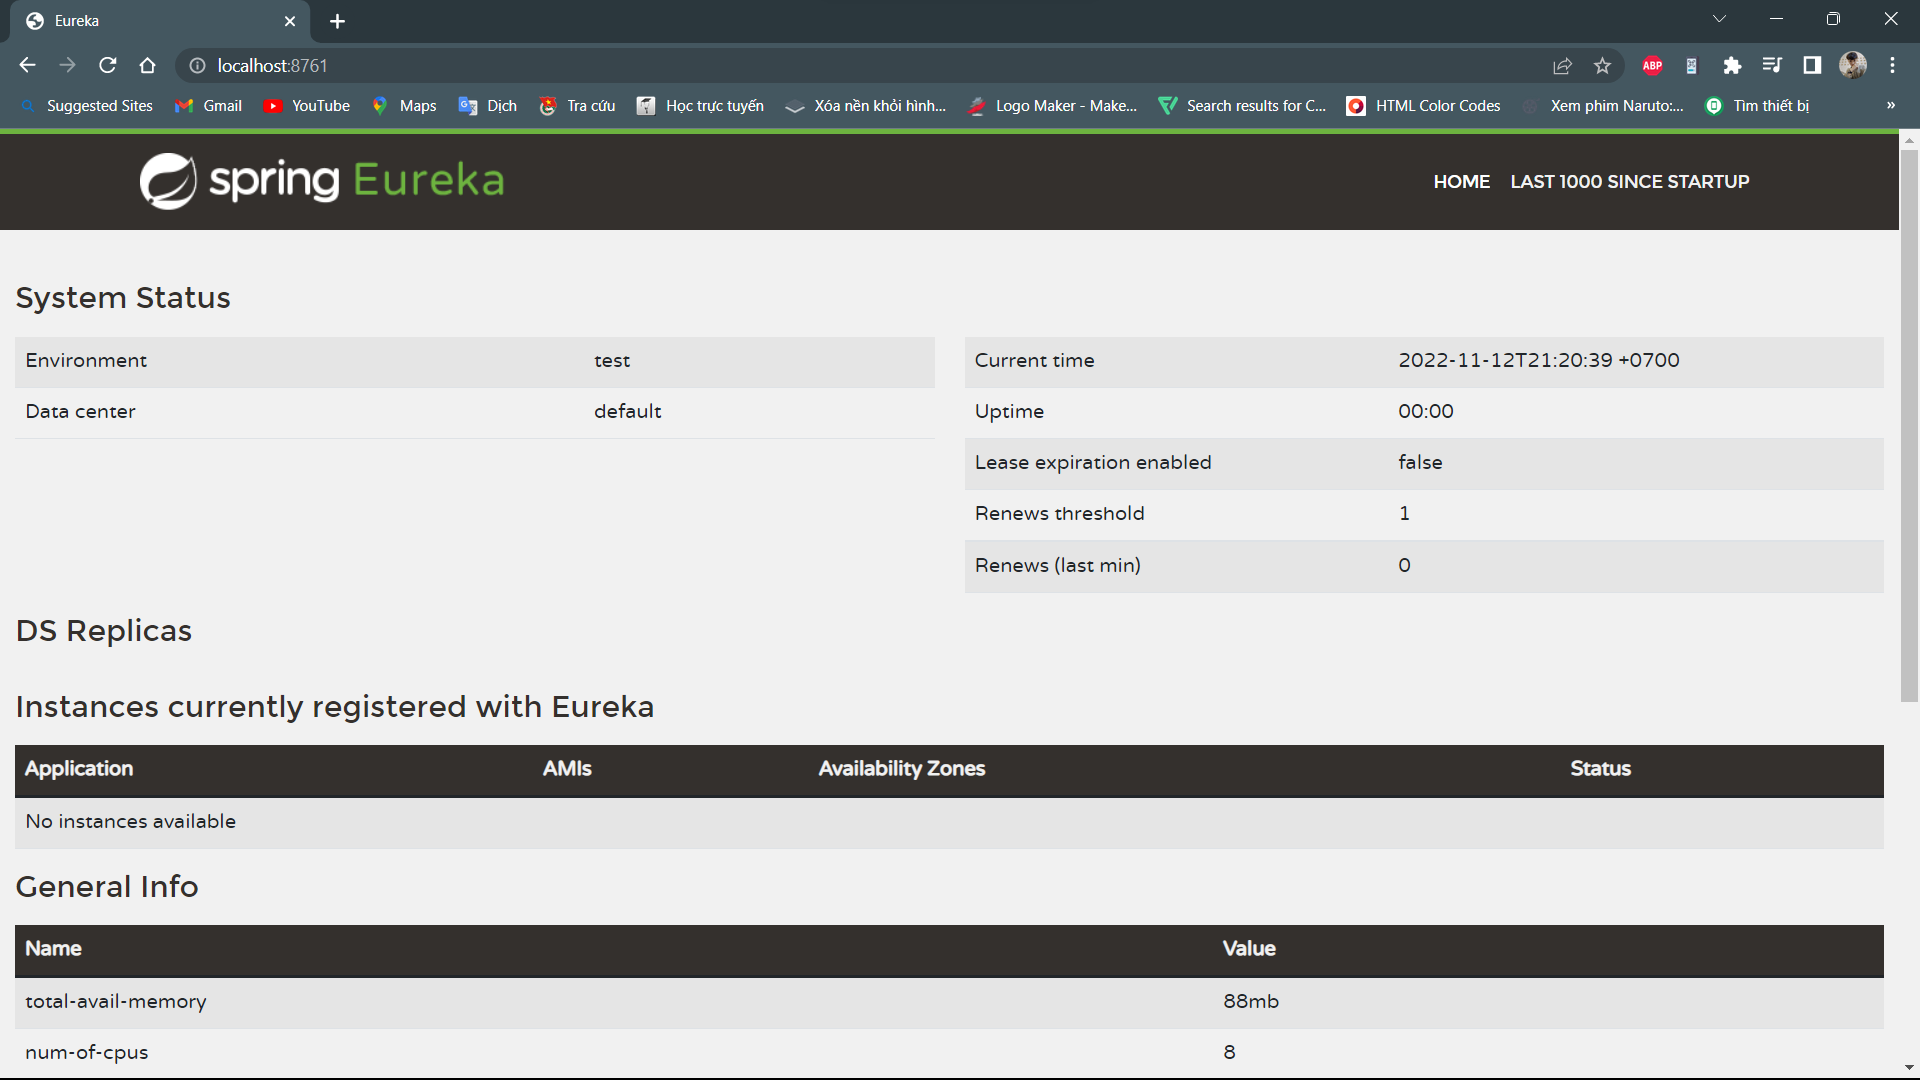 Eureka
localhost:8761
ABP
Suggested Sites Gmail YouTube Maps Dịch Tra cứu Học trực tuyến Xóa nền khỏi hình... Logo Maker - Make... Search results for C... HTML Color Codes Xem phim Naruto:... Tìm thiết bị »
spring Eureka
HOME LAST 1000 SINCE STARTUP
System Status
Environment test
Data center default
Current time 2022-11-12T21:20:39 +0700
Uptime 00:00
Lease expiration enabled false
Renews threshold 1
Renews (last min) 0
DS Replicas
Instances currently registered with Eureka
Application AMIs Availability Zones Status
No instances available
General Info
Name Value
total-avail-memory 88mb
num-of-cpus 8